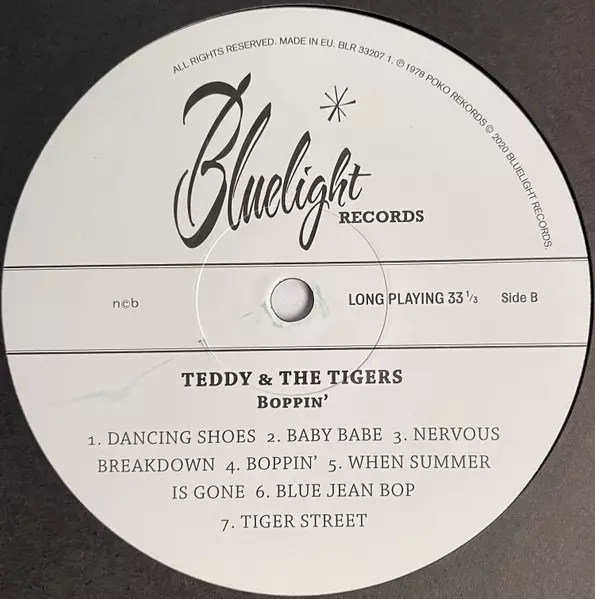 ALL RIGHTS RESERVED. MADE IN EU. BLR 33207 1. ℗ 1978 POKO REKORDS © 2020 BLUELIGHT RECORDS.
Bluelight
RECORDS
n©b LONG PLAYING 33 1/3 Side B
TEDDY & THE TIGERS
BOPPIN'
1. DANCING SHOES 2. BABY BABE 3. NERVOUS
BREAKDOWN 4. BOPPIN' 5. WHEN SUMMER
IS GONE 6. BLUE JEAN BOP
7. TIGER STREET